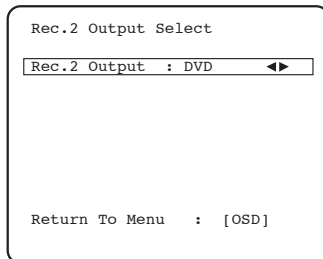 Rec.2 Output Select
Rec.2 Output : DVD ◄►
Return To Menu : [OSD]